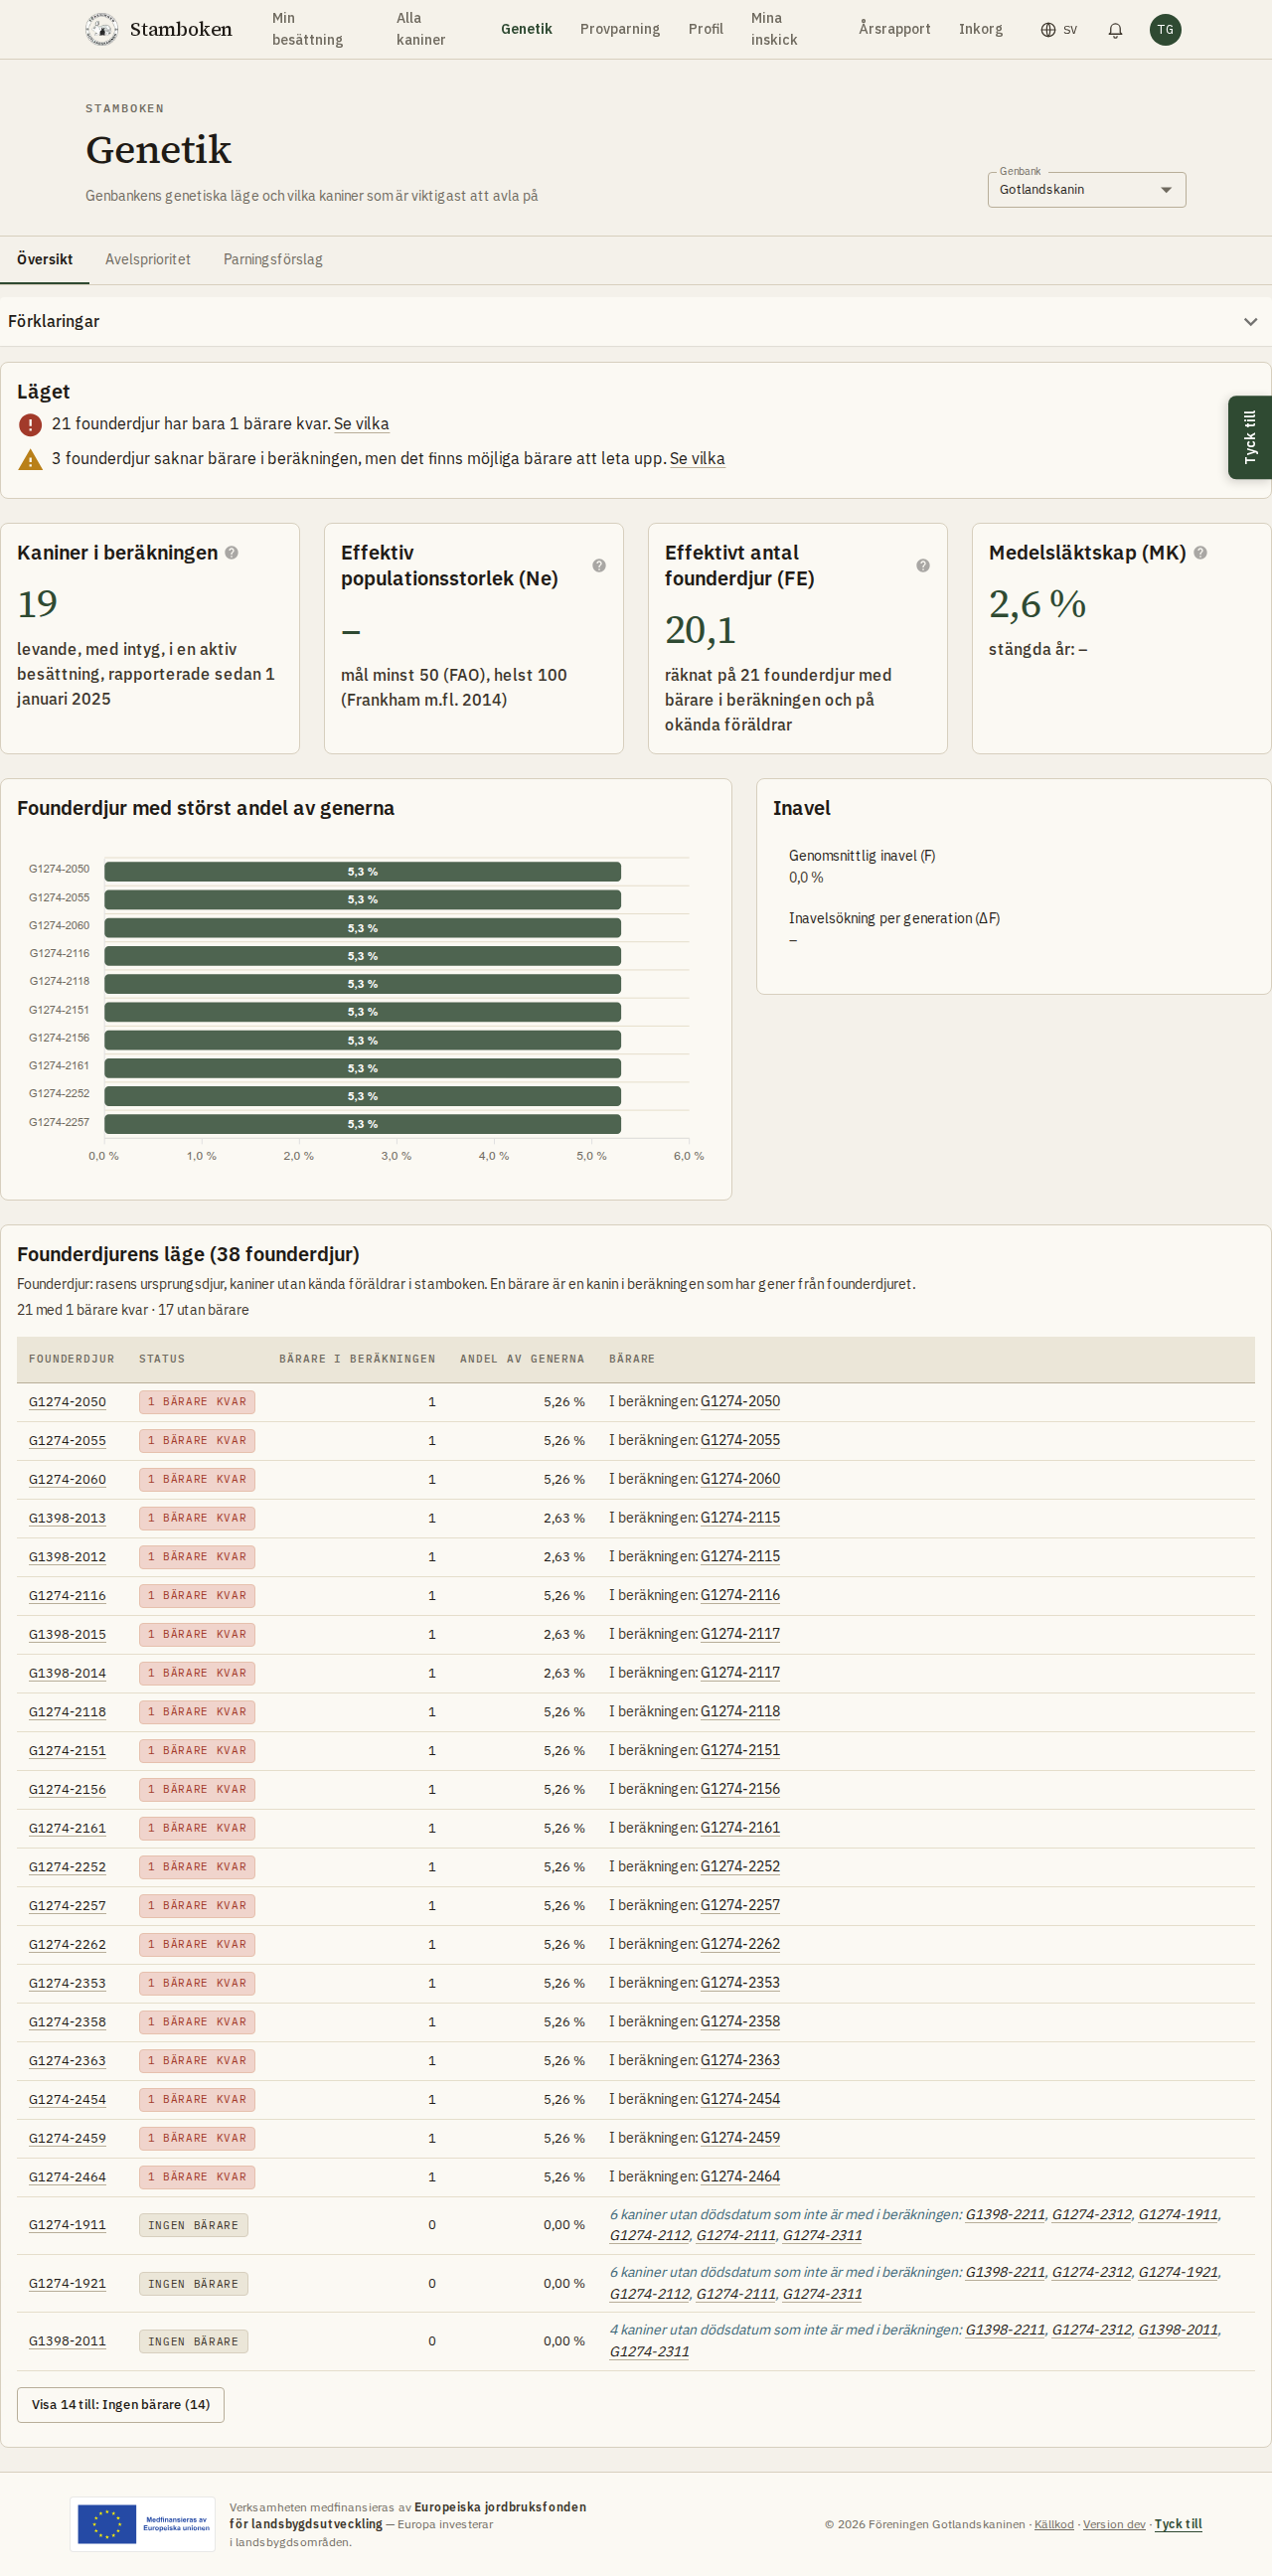 Stamboken
Min besättning
Alla kaniner
Genetik
Provparning
Profil
Mina inskick
Årsrapport
Inkorg
SV
TG
STAMBOKEN
Genetik
Genbankens genetiska läge och vilka kaniner som är viktigast att avla på
Genbank
Gotlandskanin
Översikt
Avelsprioritet
Parningsförslag
Förklaringar
Läget
21 founderdjur har bara 1 bärare kvar. Se vilka
3 founderdjur saknar bärare i beräkningen, men det finns möjliga bärare att leta upp. Se vilka
Tyck till
Kaniner i beräkningen
19
levande, med intyg, i en aktiv
besättning, rapporterade sedan 1
januari 2025
Effektiv
populationsstorlek (Ne)
–
mål minst 50 (FAO), helst 100
(Frankham m.fl. 2014)
Effektivt antal
founderdjur (FE)
20,1
räknat på 21 founderdjur med
bärare i beräkningen och på
okända föräldrar
Medelsläktskap (MK)
2,6 %
stängda år: –
Founderdjur med störst andel av generna
G1274-2050 5,3 %
G1274-2055 5,3 %
G1274-2060 5,3 %
G1274-2116 5,3 %
G1274-2118 5,3 %
G1274-2151 5,3 %
G1274-2156 5,3 %
G1274-2161 5,3 %
G1274-2252 5,3 %
G1274-2257 5,3 %
0,0 % 1,0 % 2,0 % 3,0 % 4,0 % 5,0 % 6,0 %
Inavel
Genomsnittlig inavel (F)
0,0 %
Inavelsökning per generation (ΔF)
–
Founderdjurens läge (38 founderdjur)
Founderdjur: rasens ursprungsdjur, kaniner utan kända föräldrar i stamboken. En bärare är en kanin i beräkningen som har gener från founderdjuret.
21 med 1 bärare kvar · 17 utan bärare
FOUNDERDJUR STATUS BÄRARE I BERÄKNINGEN ANDEL AV GENERNA BÄRARE
G1274-2050 1 BÄRARE KVAR 1 5,26 % I beräkningen: G1274-2050
G1274-2055 1 BÄRARE KVAR 1 5,26 % I beräkningen: G1274-2055
G1274-2060 1 BÄRARE KVAR 1 5,26 % I beräkningen: G1274-2060
G1398-2013 1 BÄRARE KVAR 1 2,63 % I beräkningen: G1274-2115
G1398-2012 1 BÄRARE KVAR 1 2,63 % I beräkningen: G1274-2115
G1274-2116 1 BÄRARE KVAR 1 5,26 % I beräkningen: G1274-2116
G1398-2015 1 BÄRARE KVAR 1 2,63 % I beräkningen: G1274-2117
G1398-2014 1 BÄRARE KVAR 1 2,63 % I beräkningen: G1274-2117
G1274-2118 1 BÄRARE KVAR 1 5,26 % I beräkningen: G1274-2118
G1274-2151 1 BÄRARE KVAR 1 5,26 % I beräkningen: G1274-2151
G1274-2156 1 BÄRARE KVAR 1 5,26 % I beräkningen: G1274-2156
G1274-2161 1 BÄRARE KVAR 1 5,26 % I beräkningen: G1274-2161
G1274-2252 1 BÄRARE KVAR 1 5,26 % I beräkningen: G1274-2252
G1274-2257 1 BÄRARE KVAR 1 5,26 % I beräkningen: G1274-2257
G1274-2262 1 BÄRARE KVAR 1 5,26 % I beräkningen: G1274-2262
G1274-2353 1 BÄRARE KVAR 1 5,26 % I beräkningen: G1274-2353
G1274-2358 1 BÄRARE KVAR 1 5,26 % I beräkningen: G1274-2358
G1274-2363 1 BÄRARE KVAR 1 5,26 % I beräkningen: G1274-2363
G1274-2454 1 BÄRARE KVAR 1 5,26 % I beräkningen: G1274-2454
G1274-2459 1 BÄRARE KVAR 1 5,26 % I beräkningen: G1274-2459
G1274-2464 1 BÄRARE KVAR 1 5,26 % I beräkningen: G1274-2464
G1274-1911 INGEN BÄRARE 0 0,00 % 6 kaniner utan dödsdatum som inte är med i beräkningen: G1398-2211, G1274-2312, G1274-1911,
G1274-2112, G1274-2111, G1274-2311
G1274-1921 INGEN BÄRARE 0 0,00 % 6 kaniner utan dödsdatum som inte är med i beräkningen: G1398-2211, G1274-2312, G1274-1921,
G1274-2112, G1274-2111, G1274-2311
G1398-2011 INGEN BÄRARE 0 0,00 % 4 kaniner utan dödsdatum som inte är med i beräkningen: G1398-2211, G1274-2312, G1398-2011,
G1274-2311
Visa 14 till: Ingen bärare (14)
Medfinansieras av
Europeiska unionen
Verksamheten medfinansieras av Europeiska jordbruksfonden
för landsbygdsutveckling — Europa investerar
i landsbygdsområden.
© 2026 Föreningen Gotlandskaninen · Källkod · Version dev · Tyck till